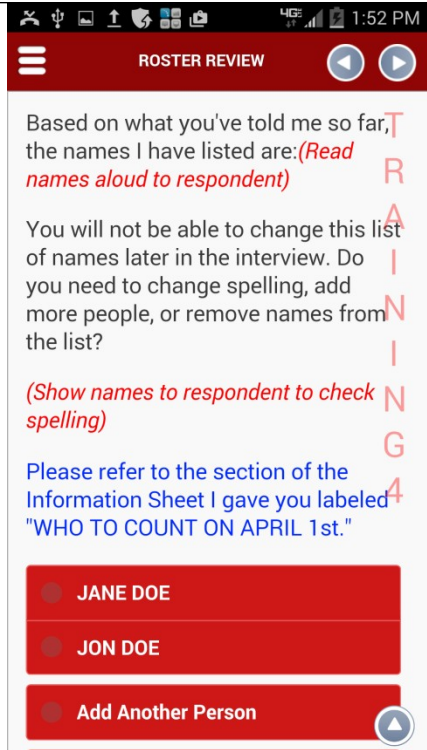 4GE 1:52 PM
ROSTER REVIEW
Based on what you've told me so far,
the names I have listed are:(Read
names aloud to respondent)
You will not be able to change this list
of names later in the interview. Do
you need to change spelling, add
more people, or remove names from
the list?
(Show names to respondent to check
spelling)
Please refer to the section of the
Information Sheet I gave you labeled
"WHO TO COUNT ON APRIL 1st."
JANE DOE
JON DOE
Add Another Person
TRAINING4